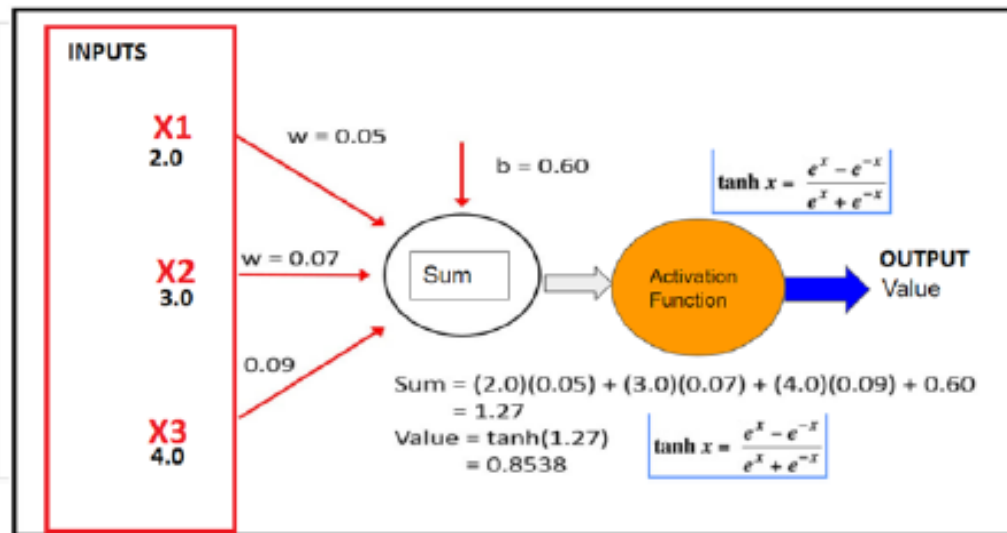 INPUTS
X1
2.0
w = 0.05
b = 0.60
tanh x = (e^x − e^−x) / (e^x + e^−x)
X2
3.0
w = 0.07
Sum
Activation
Function
OUTPUT
Value
0.09
X3
4.0
Sum = (2.0)(0.05) + (3.0)(0.07) + (4.0)(0.09) + 0.60
= 1.27
Value = tanh(1.27)
= 0.8538
tanh x = (e^x − e^−x) / (e^x + e^−x)